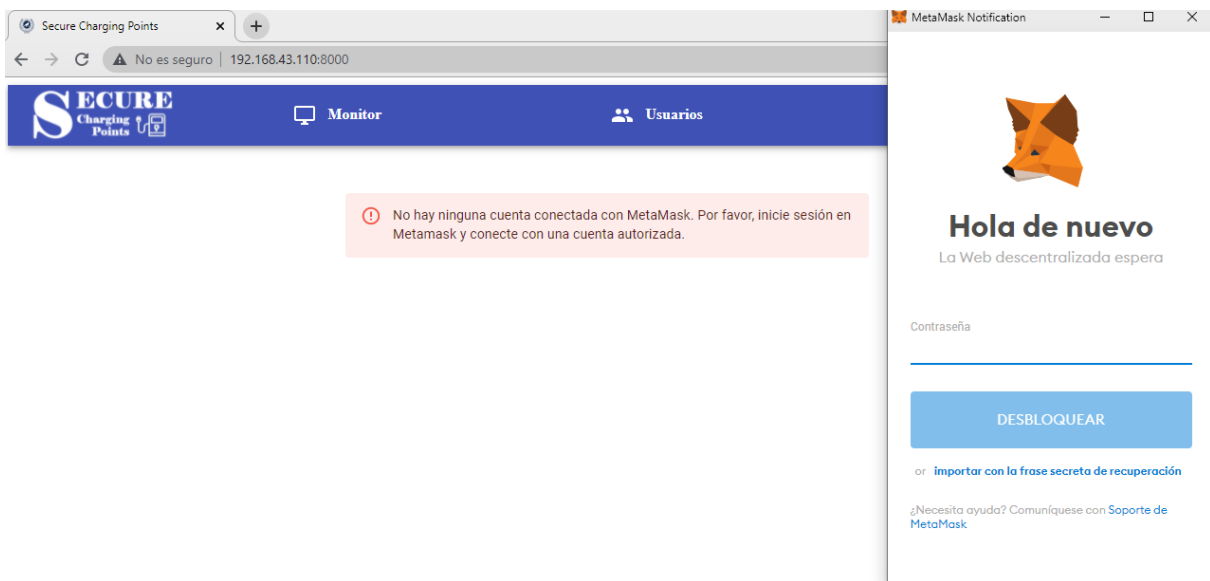 Secure Charging Points
No es seguro | 192.168.43.110:8000
SECURE
Charging
Points
Monitor
Usuarios
No hay ninguna cuenta conectada con MetaMask. Por favor, inicie sesión en
Metamask y conecte con una cuenta autorizada.
MetaMask Notification
Hola de nuevo
La Web descentralizada espera
Contraseña
DESBLOQUEAR
or importar con la frase secreta de recuperación
¿Necesita ayuda? Comuníquese con Soporte de
MetaMask